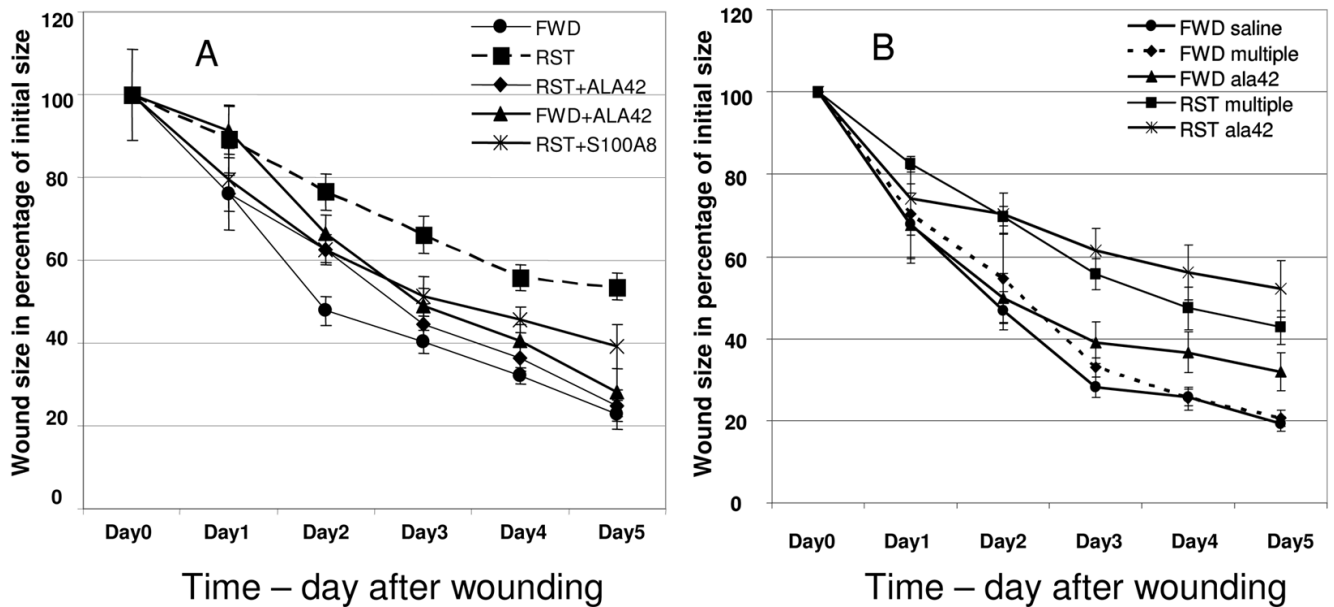 Wound size in percentage of initial size
120
100
80
60
40
20
0
A
FWD
RST
RST+ALA42
FWD+ALA42
RST+S100A8
Day0 Day1 Day2 Day3 Day4 Day5
Time – day after wounding
Wound size in percentage of initial size
120
100
80
60
40
20
0
B
FWD saline
FWD multiple
FWD ala42
RST multiple
RST ala42
Day0 Day1 Day2 Day3 Day4 Day5
Time – day after wounding